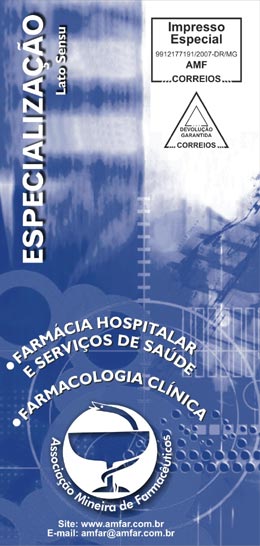 ESPECIALIZAÇÃO
Lato Sensu
Impresso
Especial
9912177191/2007-DR/MG
AMF
CORREIOS
DEVOLUÇÃO
GARANTIDA
CORREIOS
•FARMÁCIA HOSPITALAR
E SERVIÇOS DE SAÚDE
•FARMACOLOGIA CLÍNICA
Associação Mineira de Farmacêuticos
Site: www.amfar.com.br
E-mail: amfar@amfar.com.br